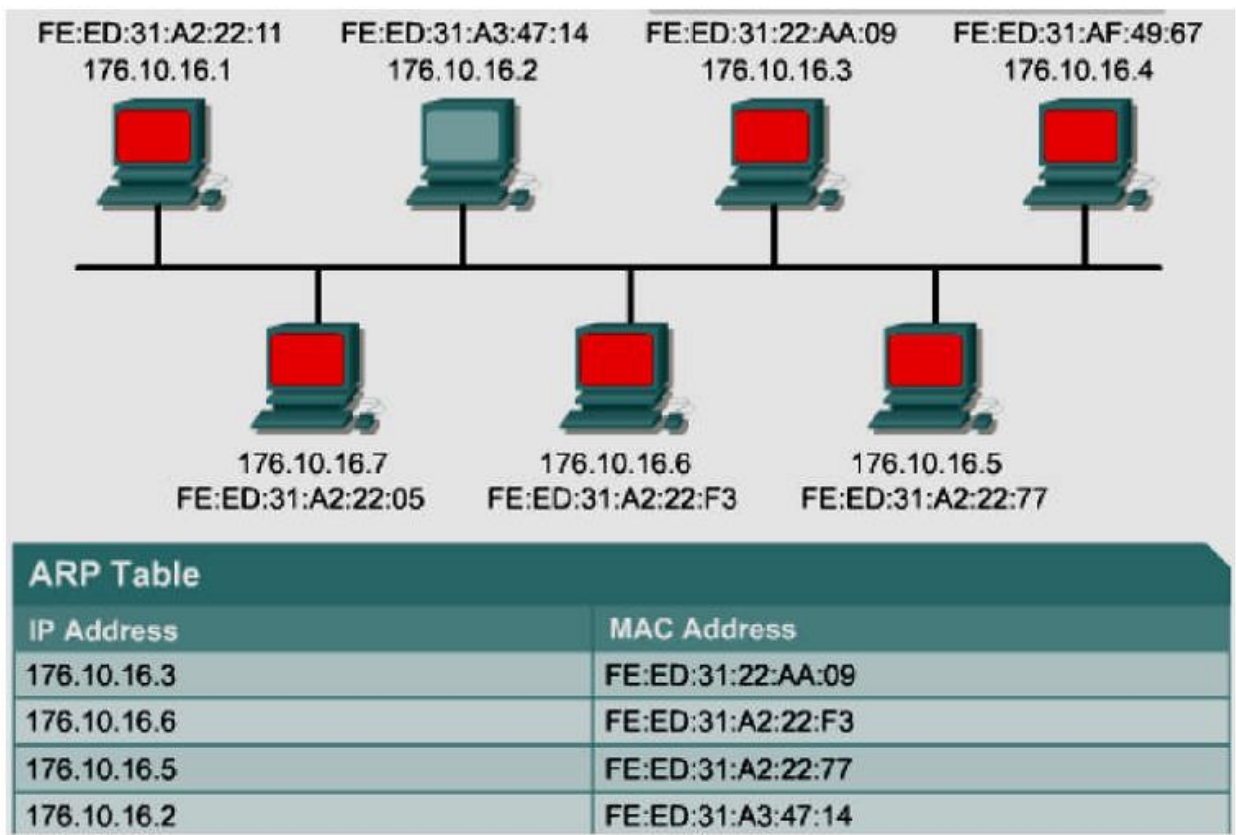 FE:ED:31:A2:22:11 FE:ED:31:A3:47:14 FE:ED:31:22:AA:09 FE:ED:31:AF:49:67
176.10.16.1 176.10.16.2 176.10.16.3 176.10.16.4
176.10.16.7 176.10.16.6 176.10.16.5
FE:ED:31:A2:22:05 FE:ED:31:A2:22:F3 FE:ED:31:A2:22:77
ARP Table
IP Address MAC Address
176.10.16.3 FE:ED:31:22:AA:09
176.10.16.6 FE:ED:31:A2:22:F3
176.10.16.5 FE:ED:31:A2:22:77
176.10.16.2 FE:ED:31:A3:47:14